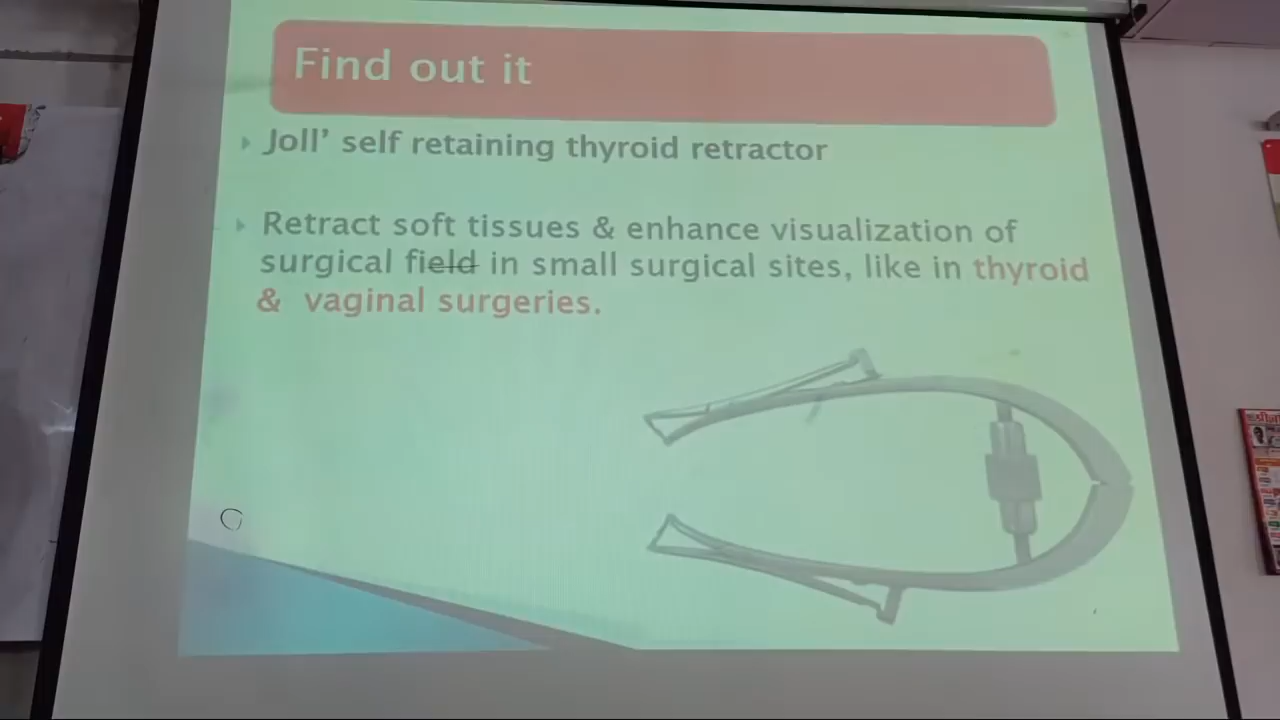 Find out it
Joll’ self retaining thyroid retractor
Retract soft tissues & enhance visualization of
surgical field in small surgical sites, like in thyroid
& vaginal surgeries.